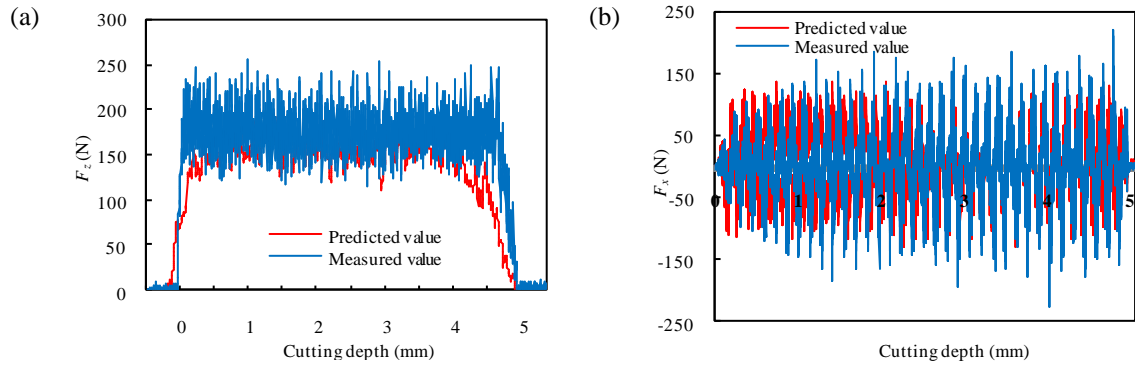 (a)
300
250
200
150
100
50
0
Fz (N)
Predicted value
Measured value
0 1 2 3 4 5
Cutting depth (mm)
(b)
250
150
50
-50
-150
-250
Fx (N)
Predicted value
Measured value
0 1 2 3 4 5
Cutting depth (mm)